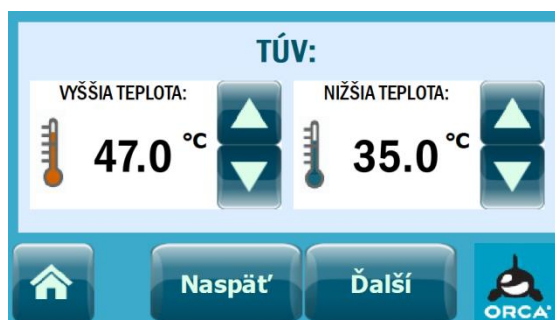 TÚV:
VYŠŠIA TEPLOTA:
NIŽŠIA TEPLOTA:
47.0 °C
35.0 °C
Naspäť
Ďalší
ORCA